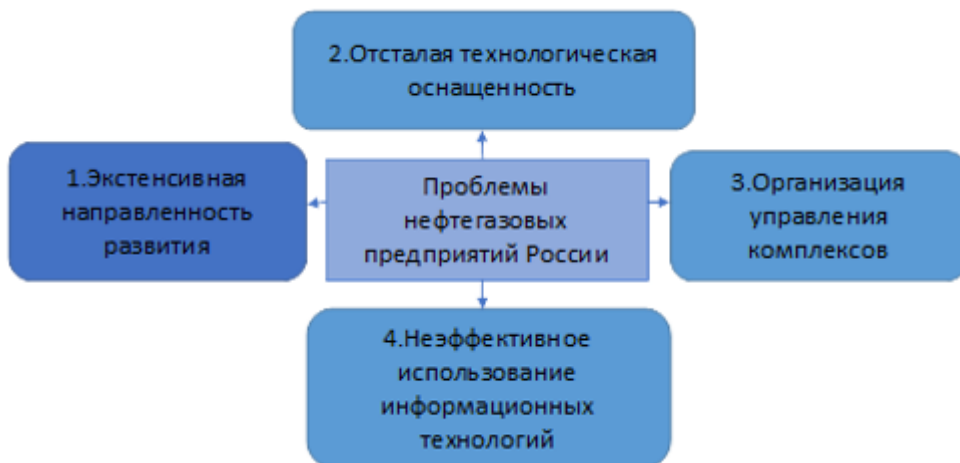 2.Отсталая технологическая
оснащенность
1.Экстенсивная
направленность
развития
Проблемы
нефтегазовых
предприятий России
3.Организация
управления
комплексов
4.Неэффективное
использование
информационных
технологий